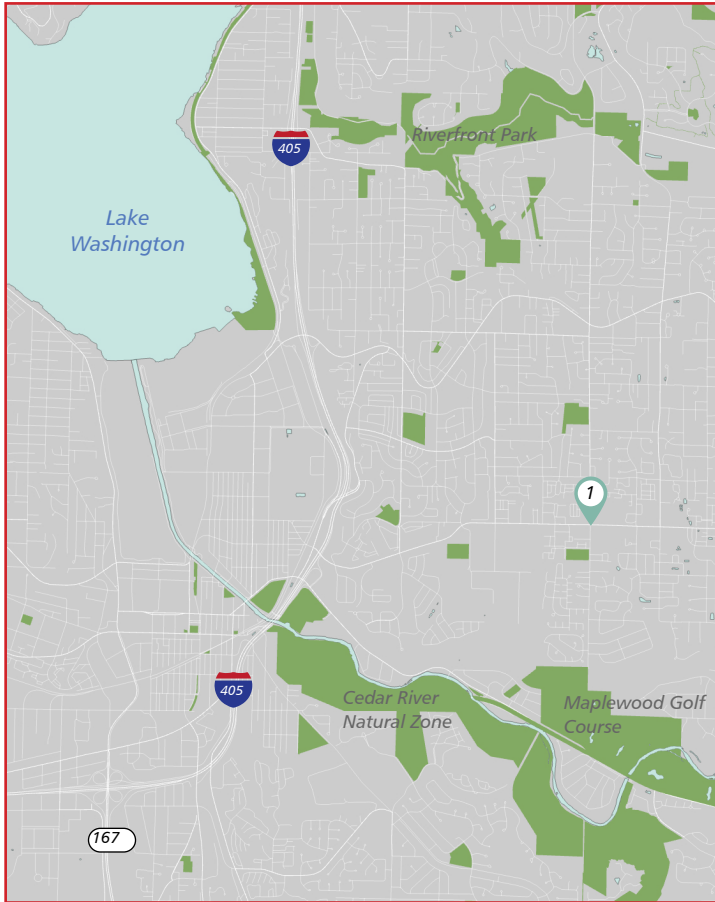 405
Riverfront Park
Lake
Washington
1
405
Cedar River
Natural Zone
Maplewood Golf
Course
167